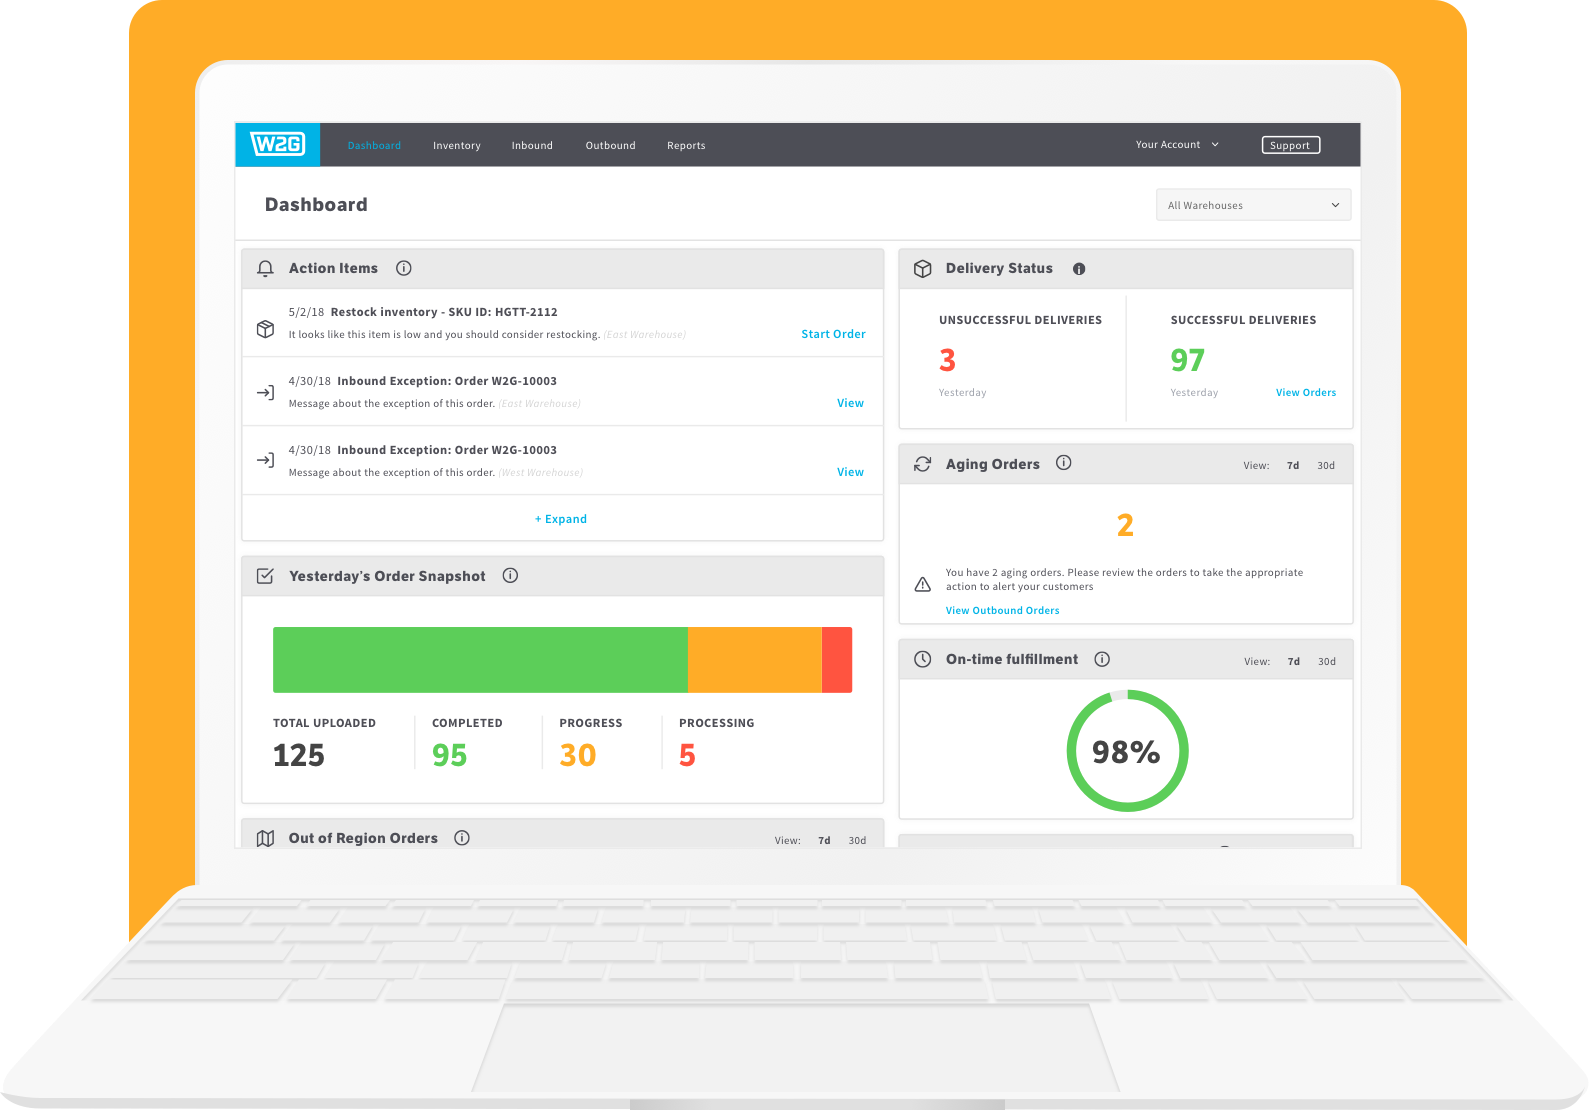 W2G
Dashboard Inventory Inbound Outbound Reports Your Account Support
Dashboard
All Warehouses
Action Items
5/2/18 Restock inventory - SKU ID: HGTT-2112
It looks like this item is low and you should consider restocking. (East Warehouse)
Start Order
4/30/18 Inbound Exception: Order W2G-10003
Message about the exception of this order. (East Warehouse)
View
4/30/18 Inbound Exception: Order W2G-10003
Message about the exception of this order. (West Warehouse)
View
+ Expand
Yesterday's Order Snapshot
TOTAL UPLOADED COMPLETED PROGRESS PROCESSING
125 95 30 5
Out of Region Orders View: 7d 30d
Delivery Status
UNSUCCESSFUL DELIVERIES SUCCESSFUL DELIVERIES
3 97
Yesterday Yesterday View Orders
Aging Orders View: 7d 30d
2
You have 2 aging orders. Please review the orders to take the appropriate
action to alert your customers
View Outbound Orders
On-time fulfillment View: 7d 30d
98%